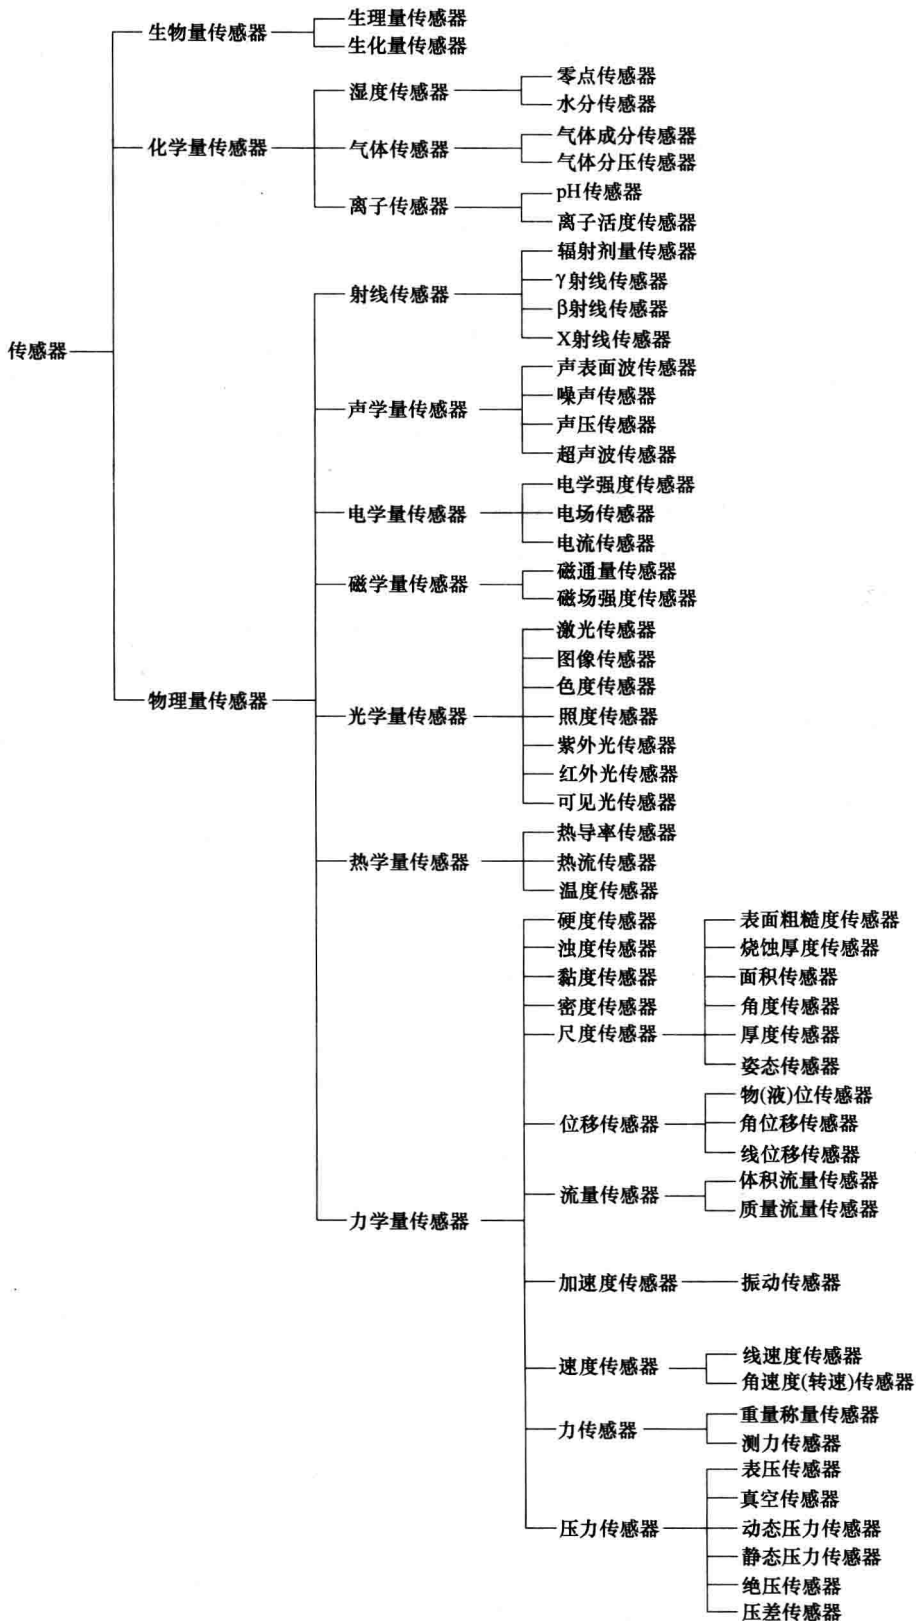 传感器
生物量传感器
生理量传感器
生化量传感器
化学量传感器
湿度传感器
零点传感器
水分传感器
气体传感器
气体成分传感器
气体分压传感器
离子传感器
pH传感器
离子活度传感器
物理量传感器
射线传感器
辐射剂量传感器
γ射线传感器
β射线传感器
X射线传感器
声学量传感器
声表面波传感器
噪声传感器
声压传感器
超声波传感器
电学量传感器
电学强度传感器
电场传感器
电流传感器
磁学量传感器
磁通量传感器
磁场强度传感器
光学量传感器
激光传感器
图像传感器
色度传感器
照度传感器
紫外光传感器
红外光传感器
可见光传感器
热学量传感器
热导率传感器
热流传感器
温度传感器
力学量传感器
硬度传感器
浊度传感器
黏度传感器
密度传感器
尺度传感器
表面粗糙度传感器
烧蚀厚度传感器
面积传感器
角度传感器
厚度传感器
姿态传感器
位移传感器
物(液)位传感器
角位移传感器
线位移传感器
流量传感器
体积流量传感器
质量流量传感器
加速度传感器
振动传感器
速度传感器
线速度传感器
角速度(转速)传感器
力传感器
重量称量传感器
测力传感器
压力传感器
表压传感器
真空传感器
动态压力传感器
静态压力传感器
绝压传感器
压差传感器